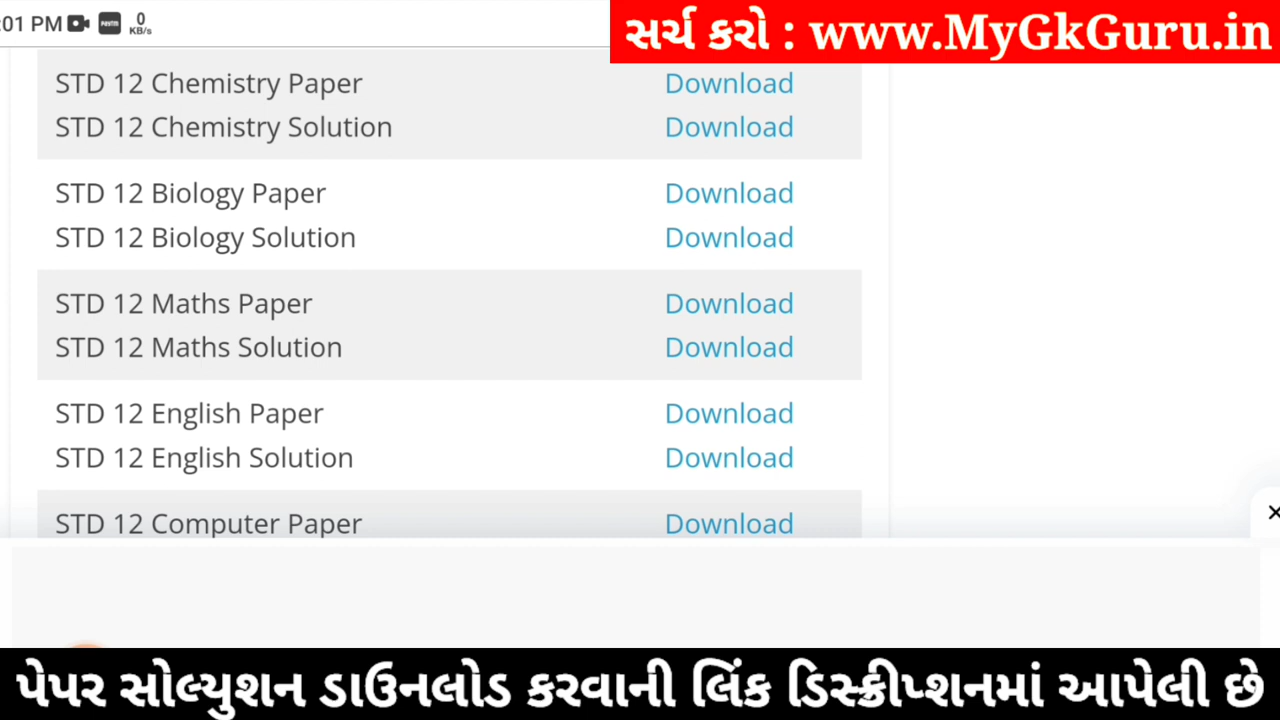 :01 PM paytm 0 KB/s
સર્ચ કરો : www.MyGkGuru.in
STD 12 Chemistry Paper Download
STD 12 Chemistry Solution Download
STD 12 Biology Paper Download
STD 12 Biology Solution Download
STD 12 Maths Paper Download
STD 12 Maths Solution Download
STD 12 English Paper Download
STD 12 English Solution Download
STD 12 Computer Paper Download
પેપર સોલ્યુશન ડાઉનલોડ કરવાની લિંક ડિસ્ક્રીપ્શનમાં આપેલી છે